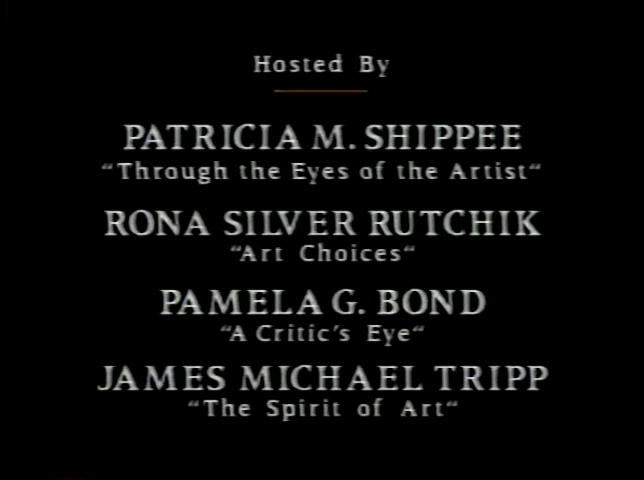 Hosted By
PATRICIA M. SHIPPEE
“Through the Eyes of the Artist“
RONA SILVER RUTCHIK
“Art Choices“
PAMELA G. BOND
“A Critic's Eye“
JAMES MICHAEL TRIPP
“The Spirit of Art“